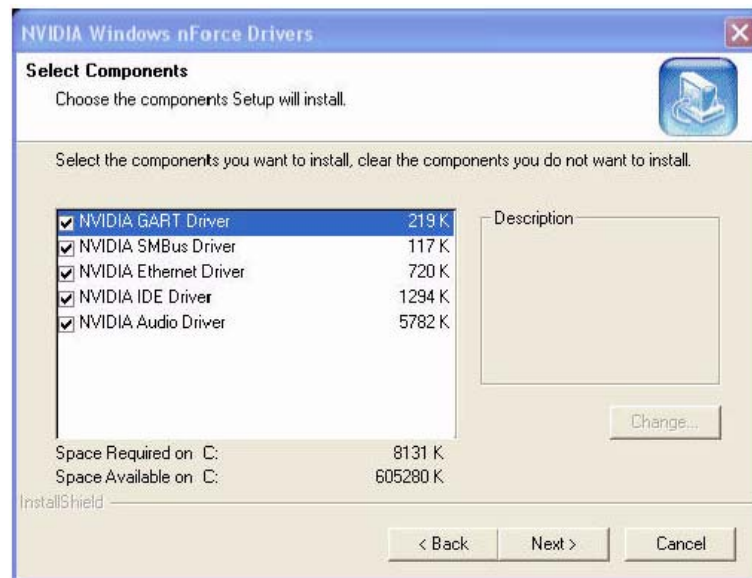 NVIDIA Windows nForce Drivers
Select Components
Choose the components Setup will install.
Select the components you want to install, clear the components you do not want to install.
NVIDIA GART Driver 219 K
NVIDIA SMBus Driver 117 K
NVIDIA Ethernet Driver 720 K
NVIDIA IDE Driver 1294 K
NVIDIA Audio Driver 5782 K
Description
Change...
Space Required on C: 8131 K
Space Available on C: 605280 K
InstallShield
< Back Next > Cancel